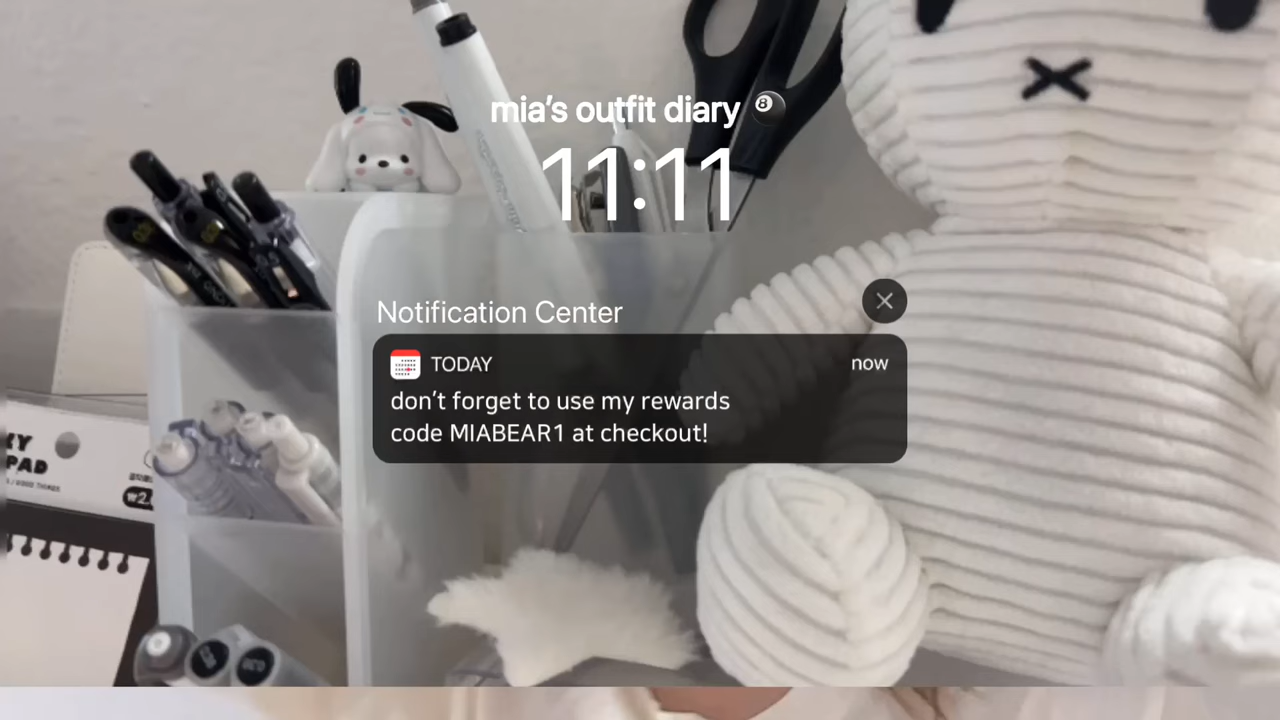 mia's outfit diary 🎱
11:11
Notification Center
TODAY
now
don't forget to use my rewards
code MIABEAR1 at checkout!
PAD